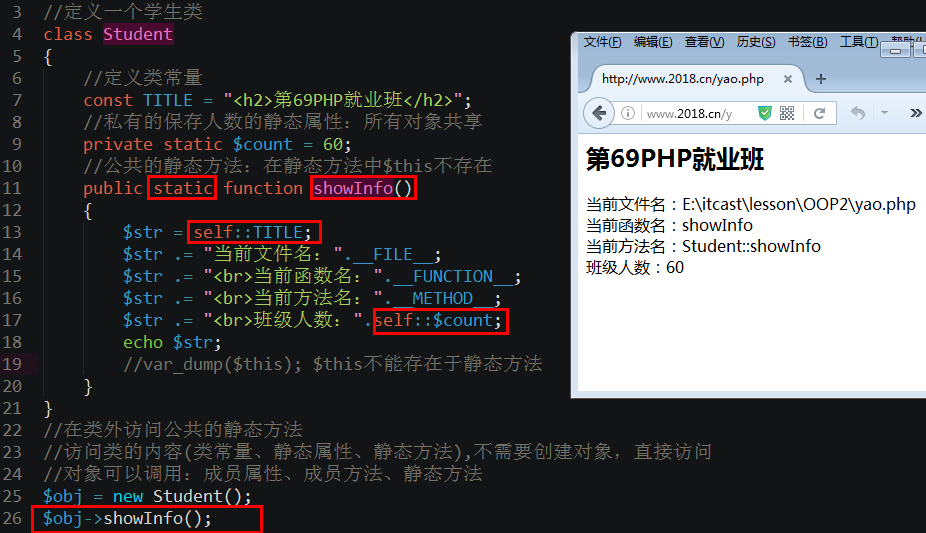 3 //定义一个学生类
4 class Student
5 {
6 //定义类常量
7 const TITLE = "<h2>第69PHP就业班</h2>";
8 //私有的保存人数的静态属性：所有对象共享
9 private static $count = 60;
10 //公共的静态方法：在静态方法中$this不存在
11 public static function showInfo()
12 {
13 $str = self::TITLE;
14 $str .= "当前文件名：".__FILE__;
15 $str .= "<br>当前函数名：".__FUNCTION__;
16 $str .= "<br>当前方法名：".__METHOD__;
17 $str .= "<br>班级人数：".self::$count;
18 echo $str;
19 //var_dump($this); $this不能存在于静态方法
20 }
21 }
22 //在类外访问公共的静态方法
23 //访问类的内容(类常量、静态属性、静态方法),不需要创建对象，直接访问
24 //对象可以调用：成员属性、成员方法、静态方法
25 $obj = new Student();
26 $obj->showInfo();
文件(F) 编辑(E) 查看(V) 历史(S) 书签(B) 工具(T)
http://www.2018.cn/yao.php × +
www.2018.cn/y »
第69PHP就业班
当前文件名：E:\itcast\lesson\OOP2\yao.php
当前函数名：showInfo
当前方法名：Student::showInfo
班级人数：60